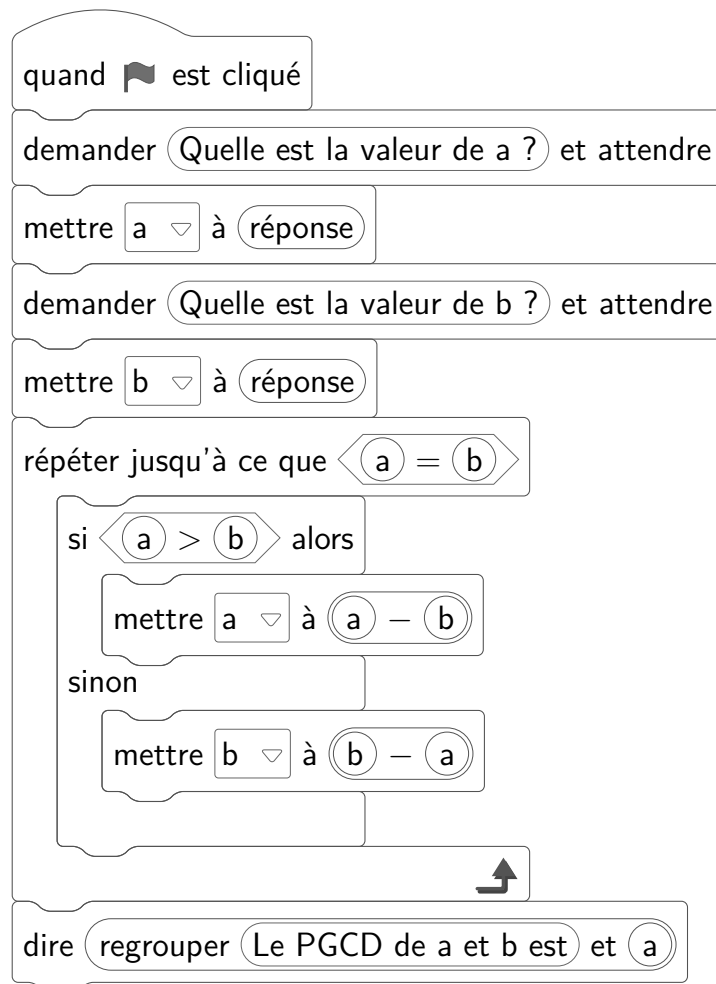 quand est cliqué
demander Quelle est la valeur de a ? et attendre
mettre a à réponse
demander Quelle est la valeur de b ? et attendre
mettre b à réponse
répéter jusqu'à ce que a = b
si a > b alors
mettre a à a − b
sinon
mettre b à b − a
dire regrouper Le PGCD de a et b est et a